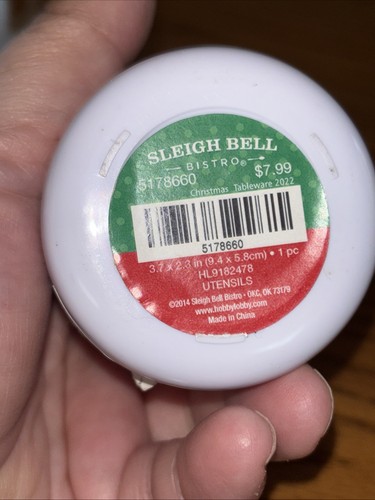 SLEIGH BELL
BISTRO®
5178660 $7.99
Christmas Tableware 2022
5178660
3.7 x 2.3 in (9.4 x 5.8cm) • 1 pc
HL9182478
UTENSILS
©2014 Sleigh Bell Bistro • OKC, OK 73179
www.hobbylobby.com
Made in China